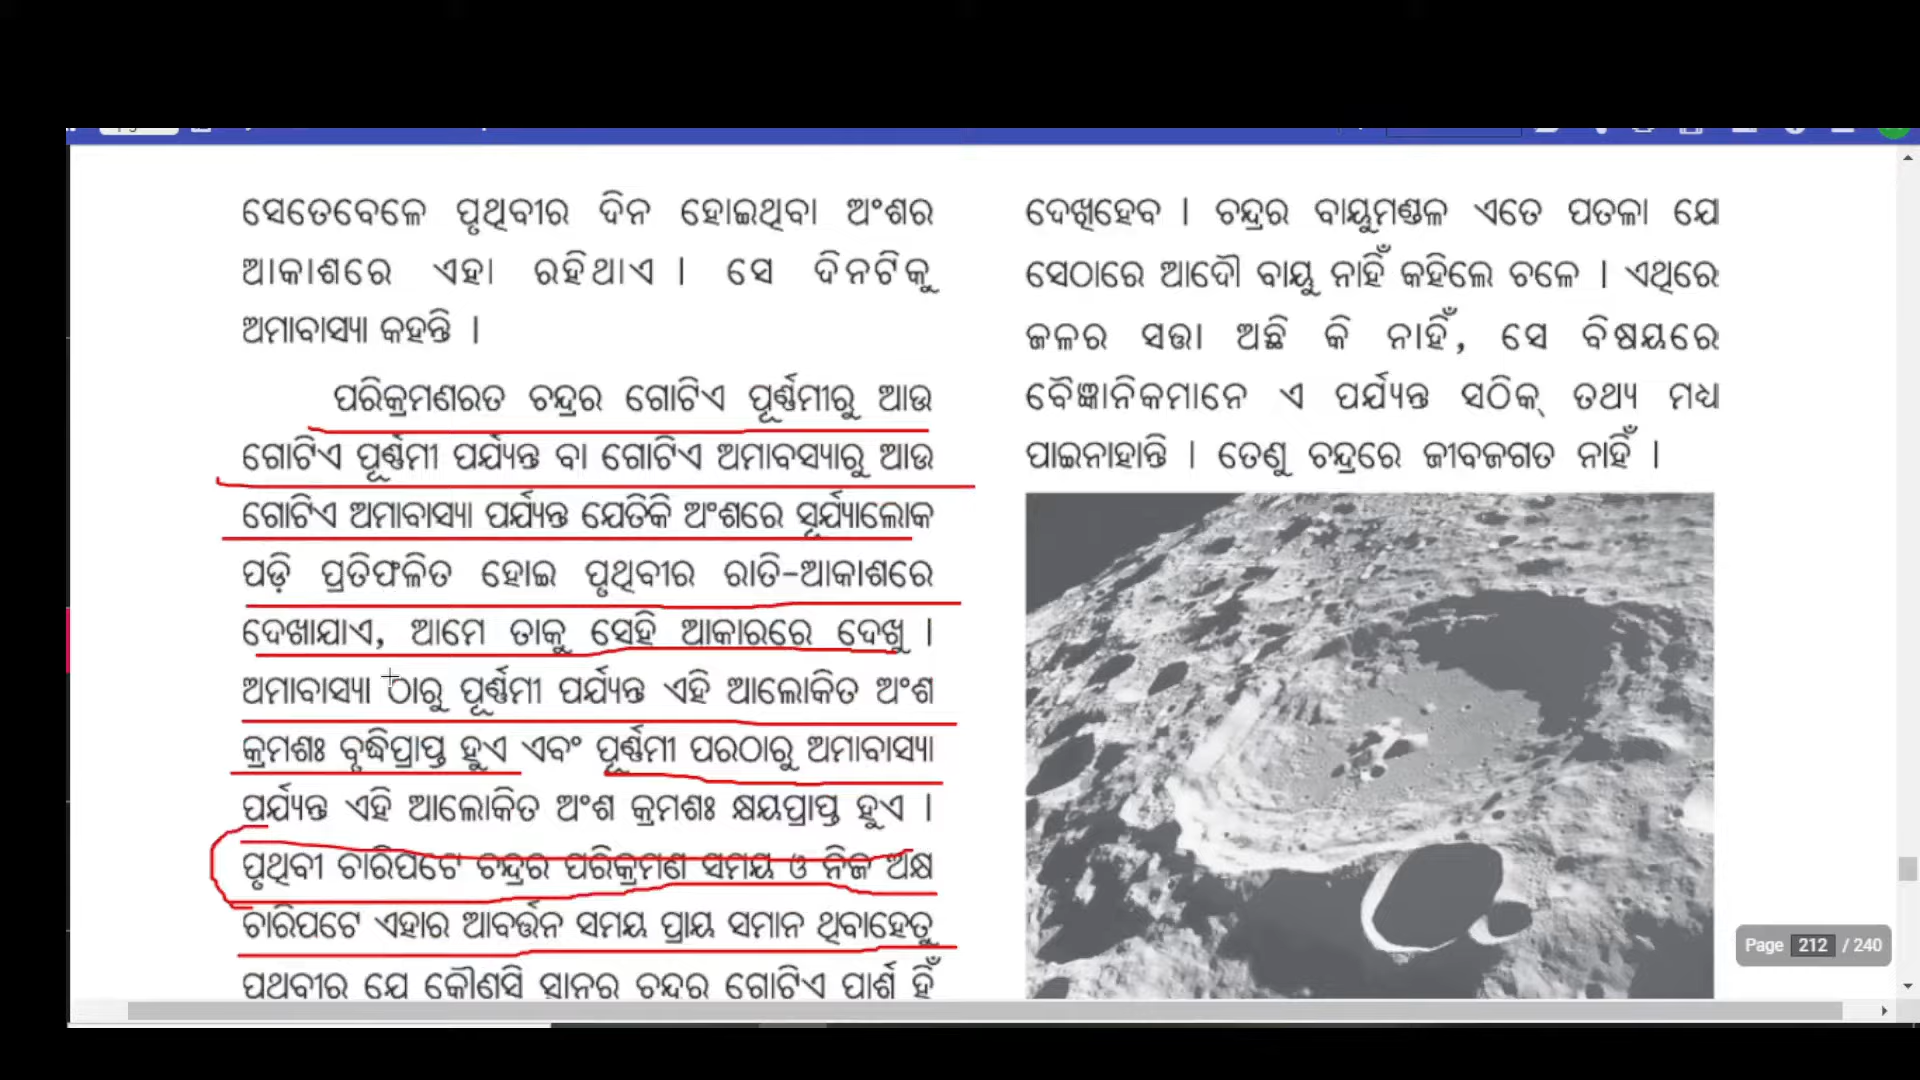 ସେତେବେଳେ ପୃଥିବୀର ଦିନ ହୋଇଥିବା ଅଂଶର
ଆକାଶରେ ଏହା ରହିଥାଏ । ସେ ଦିନଟିକୁ
ଅମାବାସ୍ୟା କହନ୍ତି ।
ପରିକ୍ରମଣରତ ଚନ୍ଦ୍ରର ଗୋଟିଏ ପୂର୍ଣ୍ଣମୀରୁ ଆଉ
ଗୋଟିଏ ପୂର୍ଣ୍ଣମୀ ପର୍ଯ୍ୟନ୍ତ ବା ଗୋଟିଏ ଅମାବସ୍ୟାରୁ ଆଉ
ଗୋଟିଏ ଅମାବାସ୍ୟା ପର୍ଯ୍ୟନ୍ତ ଯେତିକି ଅଂଶରେ ସୂର୍ଯ୍ୟାଲୋକ
ପଡ଼ି ପ୍ରତିଫଳିତ ହୋଇ ପୃଥିବୀର ରାତି-ଆକାଶରେ
ଦେଖାଯାଏ, ଆମେ ତାକୁ ସେହି ଆକାରରେ ଦେଖୁ ।
ଅମାବାସ୍ୟା ଠାରୁ ପୂର୍ଣ୍ଣମୀ ପର୍ଯ୍ୟନ୍ତ ଏହି ଆଲୋକିତ ଅଂଶ
କ୍ରମଶଃ ବୃଦ୍ଧିପ୍ରାପ୍ତ ହୁଏ ଏବଂ ପୂର୍ଣ୍ଣମୀ ପରଠାରୁ ଅମାବାସ୍ୟା
ପର୍ଯ୍ୟନ୍ତ ଏହି ଆଲୋକିତ ଅଂଶ କ୍ରମଶଃ କ୍ଷୟପ୍ରାପ୍ତ ହୁଏ ।
ପୃଥିବୀ ଚାରିପଟେ ଚନ୍ଦ୍ରର ପରିକ୍ରମଣ ସମୟ ଓ ନିଜ ଅକ୍ଷ
ଚାରିପଟେ ଏହାର ଆବର୍ତ୍ତନ ସମୟ ପ୍ରାୟ ସମାନ ଥିବାହେତୁ
ପୃଥିବୀର ଯେ କୌଣସି ସ୍ଥାନରୁ ଚନ୍ଦ୍ରର ଗୋଟିଏ ପାର୍ଶ୍ୱ ହିଁ
ଦେଖିହେବ । ଚନ୍ଦ୍ରର ବାୟୁମଣ୍ଡଳ ଏତେ ପତଳା ଯେ
ସେଠାରେ ଆଦୌ ବାୟୁ ନାହିଁ କହିଲେ ଚଳେ । ଏଥିରେ
ଜଳର ସତ୍ତା ଅଛି କି ନାହିଁ, ସେ ବିଷୟରେ
ବୈଜ୍ଞାନିକମାନେ ଏ ପର୍ଯ୍ୟନ୍ତ ସଠିକ୍ ତଥ୍ୟ ମଧ୍ୟ
ପାଇନାହାନ୍ତି । ତେଣୁ ଚନ୍ଦ୍ରରେ ଜୀବଜଗତ ନାହିଁ ।
Page 212 / 240